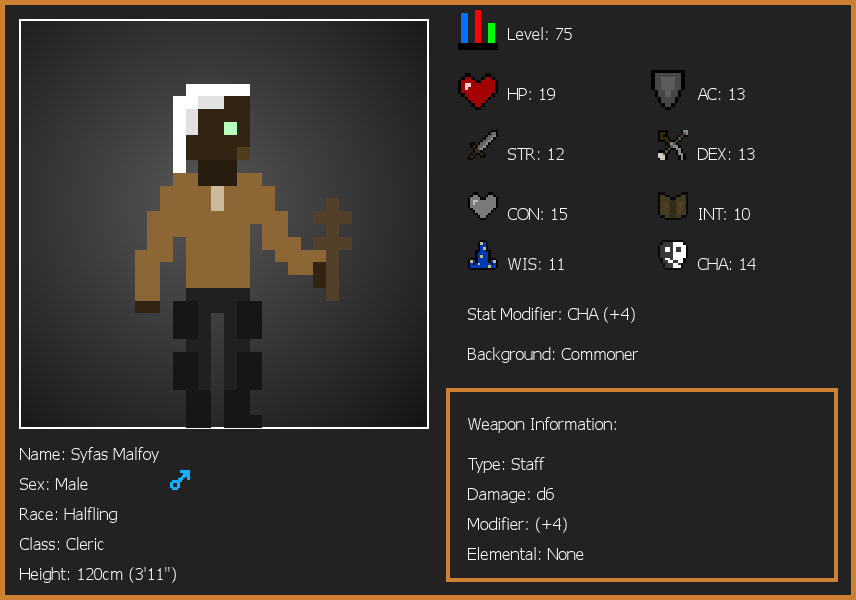 Level: 75
HP: 19
AC: 13
STR: 12
DEX: 13
CON: 15
INT: 10
WIS: 11
CHA: 14
Stat Modifier: CHA (+4)
Background: Commoner
Weapon Information:
Type: Staff
Damage: d6
Modifier: (+4)
Elemental: None
Name: Syfas Malfoy
Sex: Male
Race: Halfling
Class: Cleric
Height: 120cm (3'11")